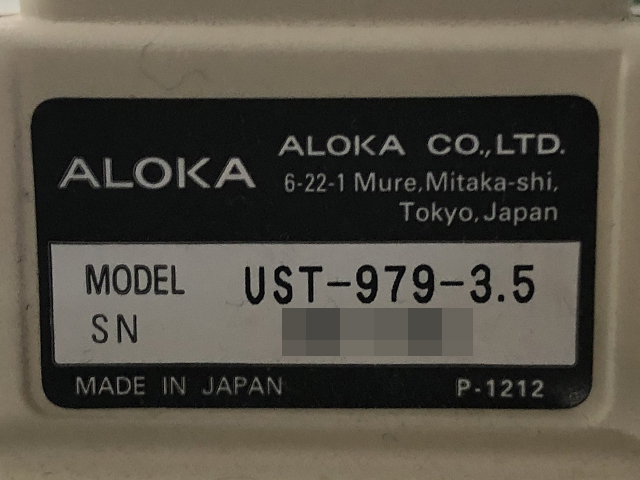 ALOKA
ALOKA CO.,LTD.
6-22-1 Mure,Mitaka-shi,
Tokyo,Japan
MODEL UST-979-3.5
SN
MADE IN JAPAN P-1212